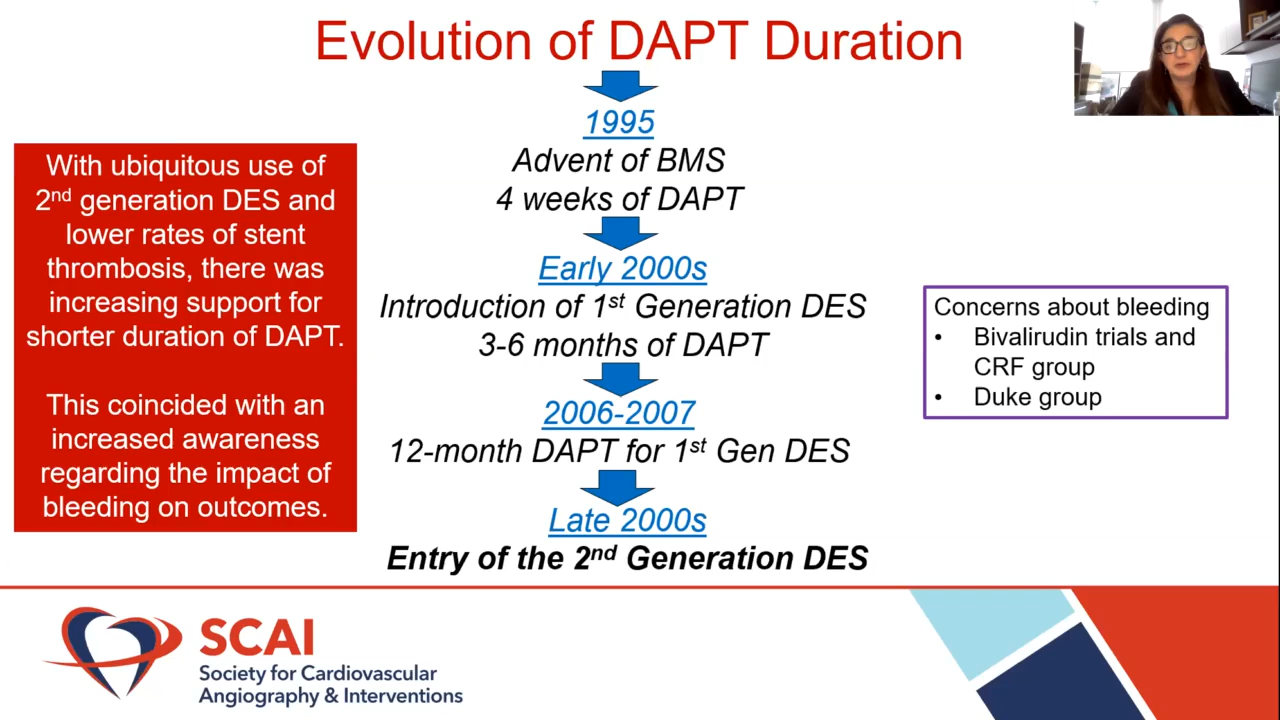 Evolution of DAPT Duration
1995
Advent of BMS
4 weeks of DAPT
Early 2000s
Introduction of 1st Generation DES
3-6 months of DAPT
2006-2007
12-month DAPT for 1st Gen DES
Late 2000s
Entry of the 2nd Generation DES
With ubiquitous use of
2nd generation DES and
lower rates of stent
thrombosis, there was
increasing support for
shorter duration of DAPT.
This coincided with an
increased awareness
regarding the impact of
bleeding on outcomes.
Concerns about bleeding
• Bivalirudin trials and
CRF group
• Duke group
SCAI
Society for Cardiovascular
Angiography & Interventions